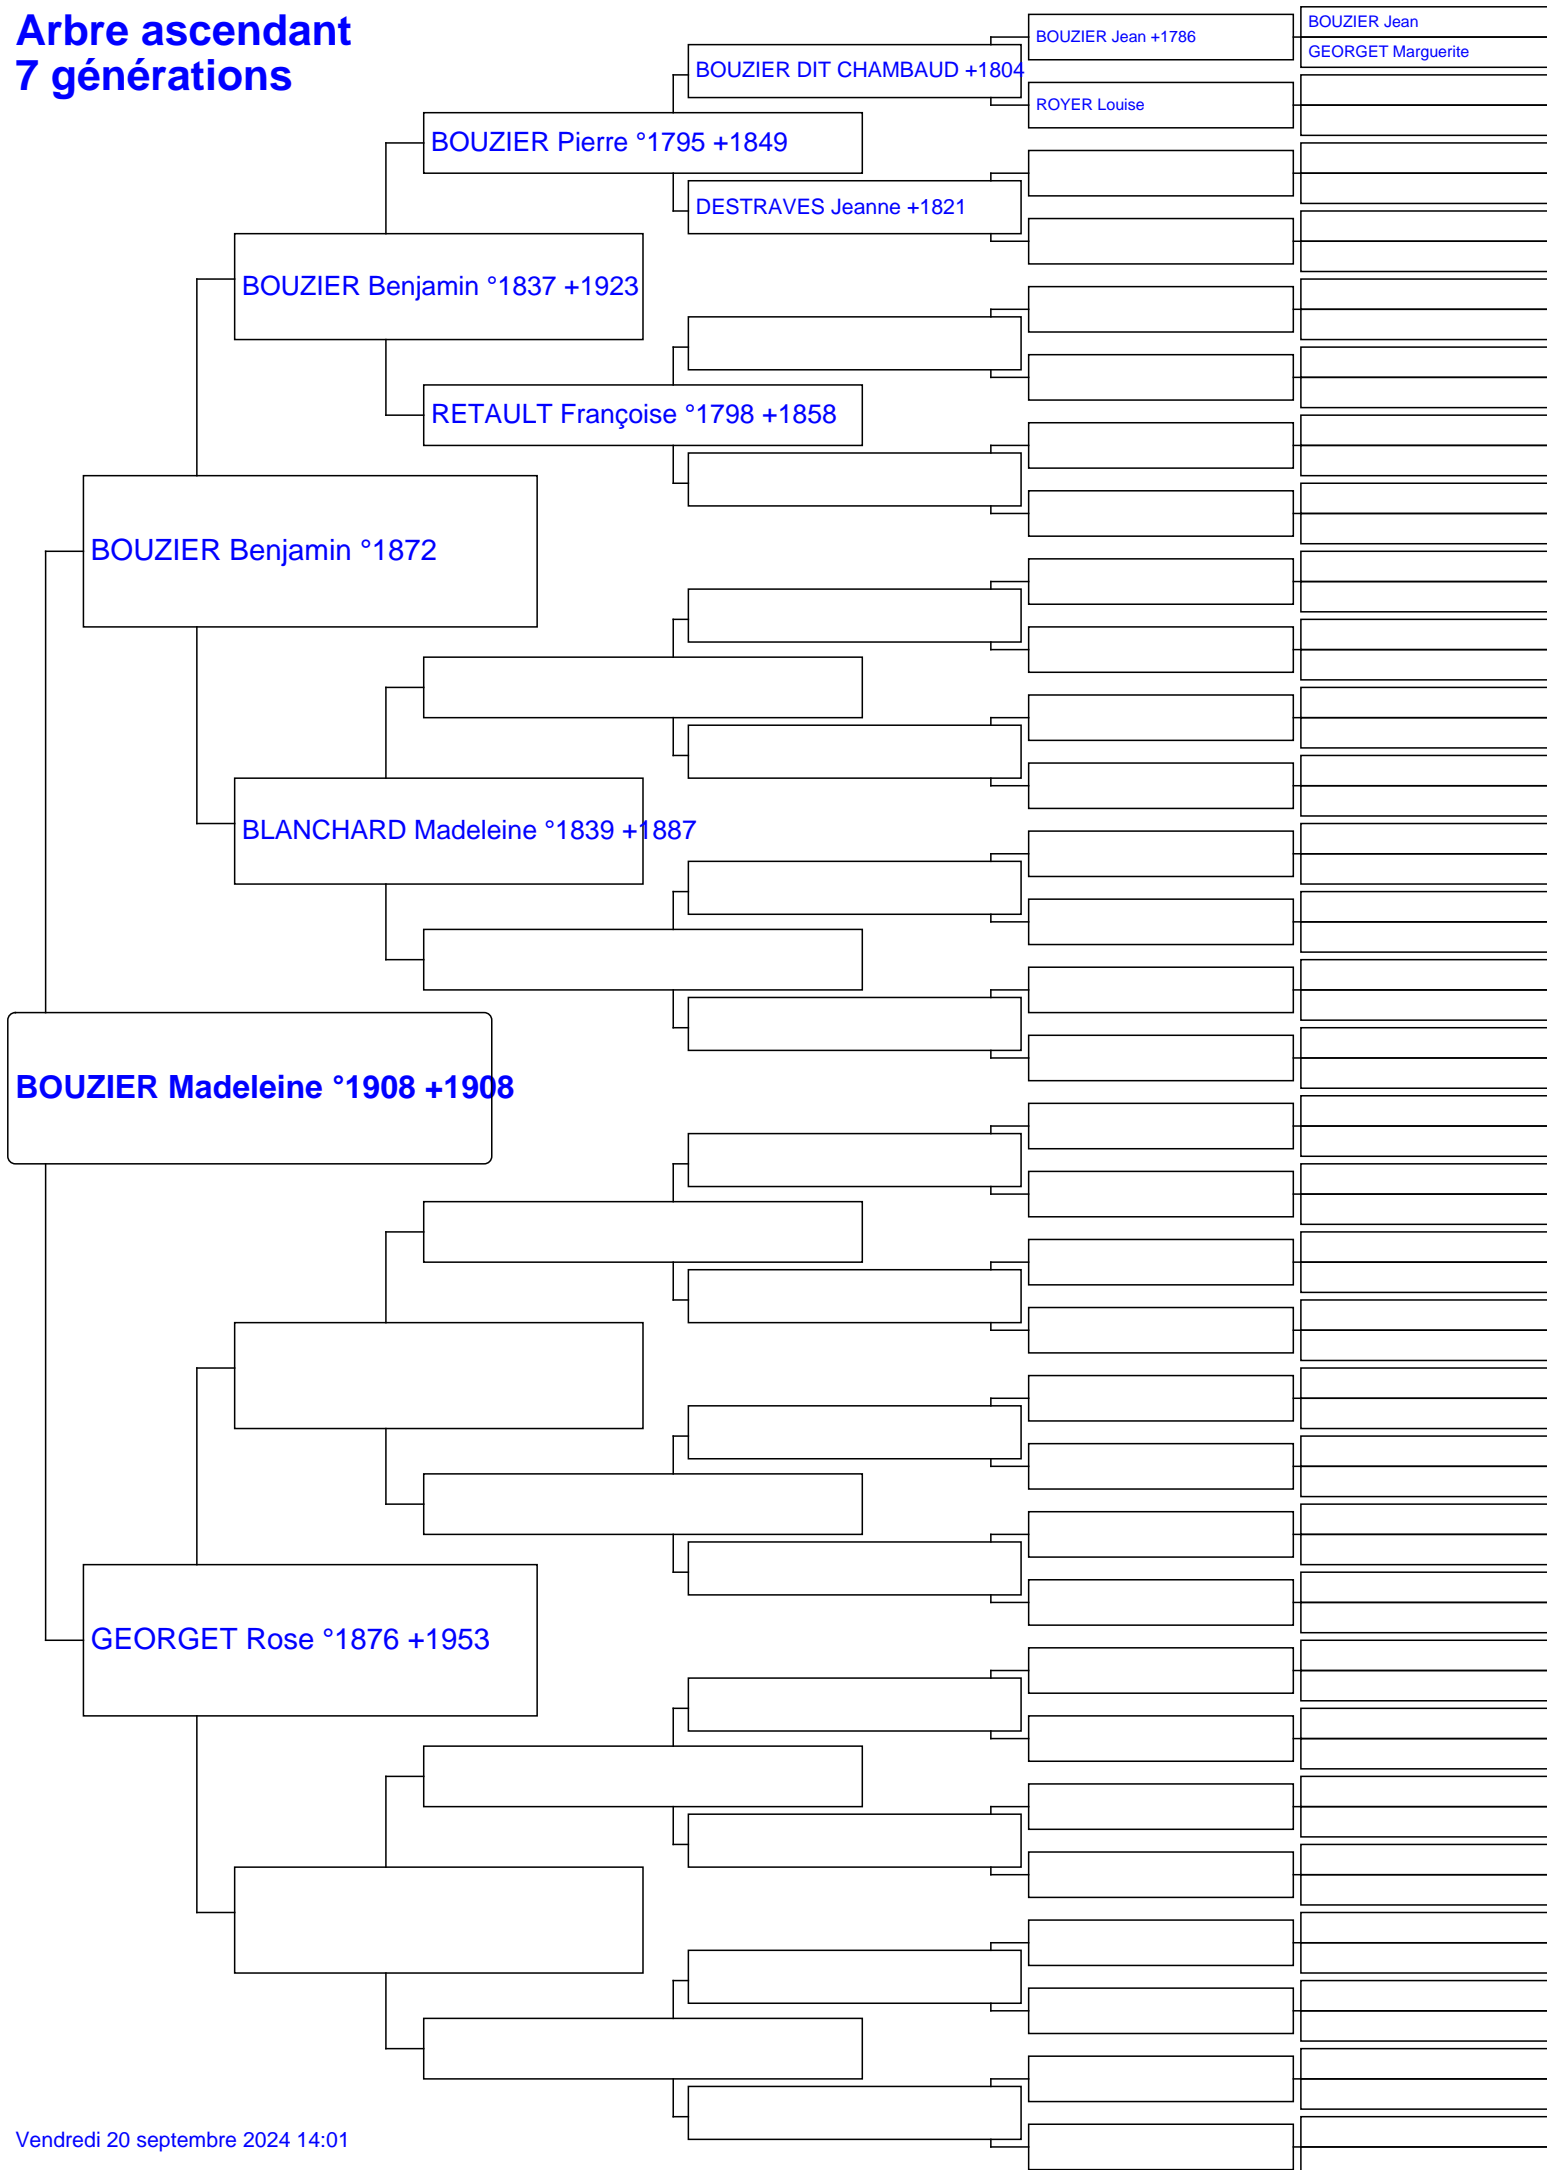 Arbre ascendant
7 générations
BOUZIER Jean
GEORGET Marguerite
BOUZIER Jean +1786
BOUZIER DIT CHAMBAUD +1804
ROYER Louise
BOUZIER Pierre °1795 +1849
DESTRAVES Jeanne +1821
BOUZIER Benjamin °1837 +1923
RETAULT Françoise °1798 +1858
BOUZIER Benjamin °1872
BLANCHARD Madeleine °1839 +1887
BOUZIER Madeleine °1908 +1908
GEORGET Rose °1876 +1953
Vendredi 20 septembre 2024 14:01